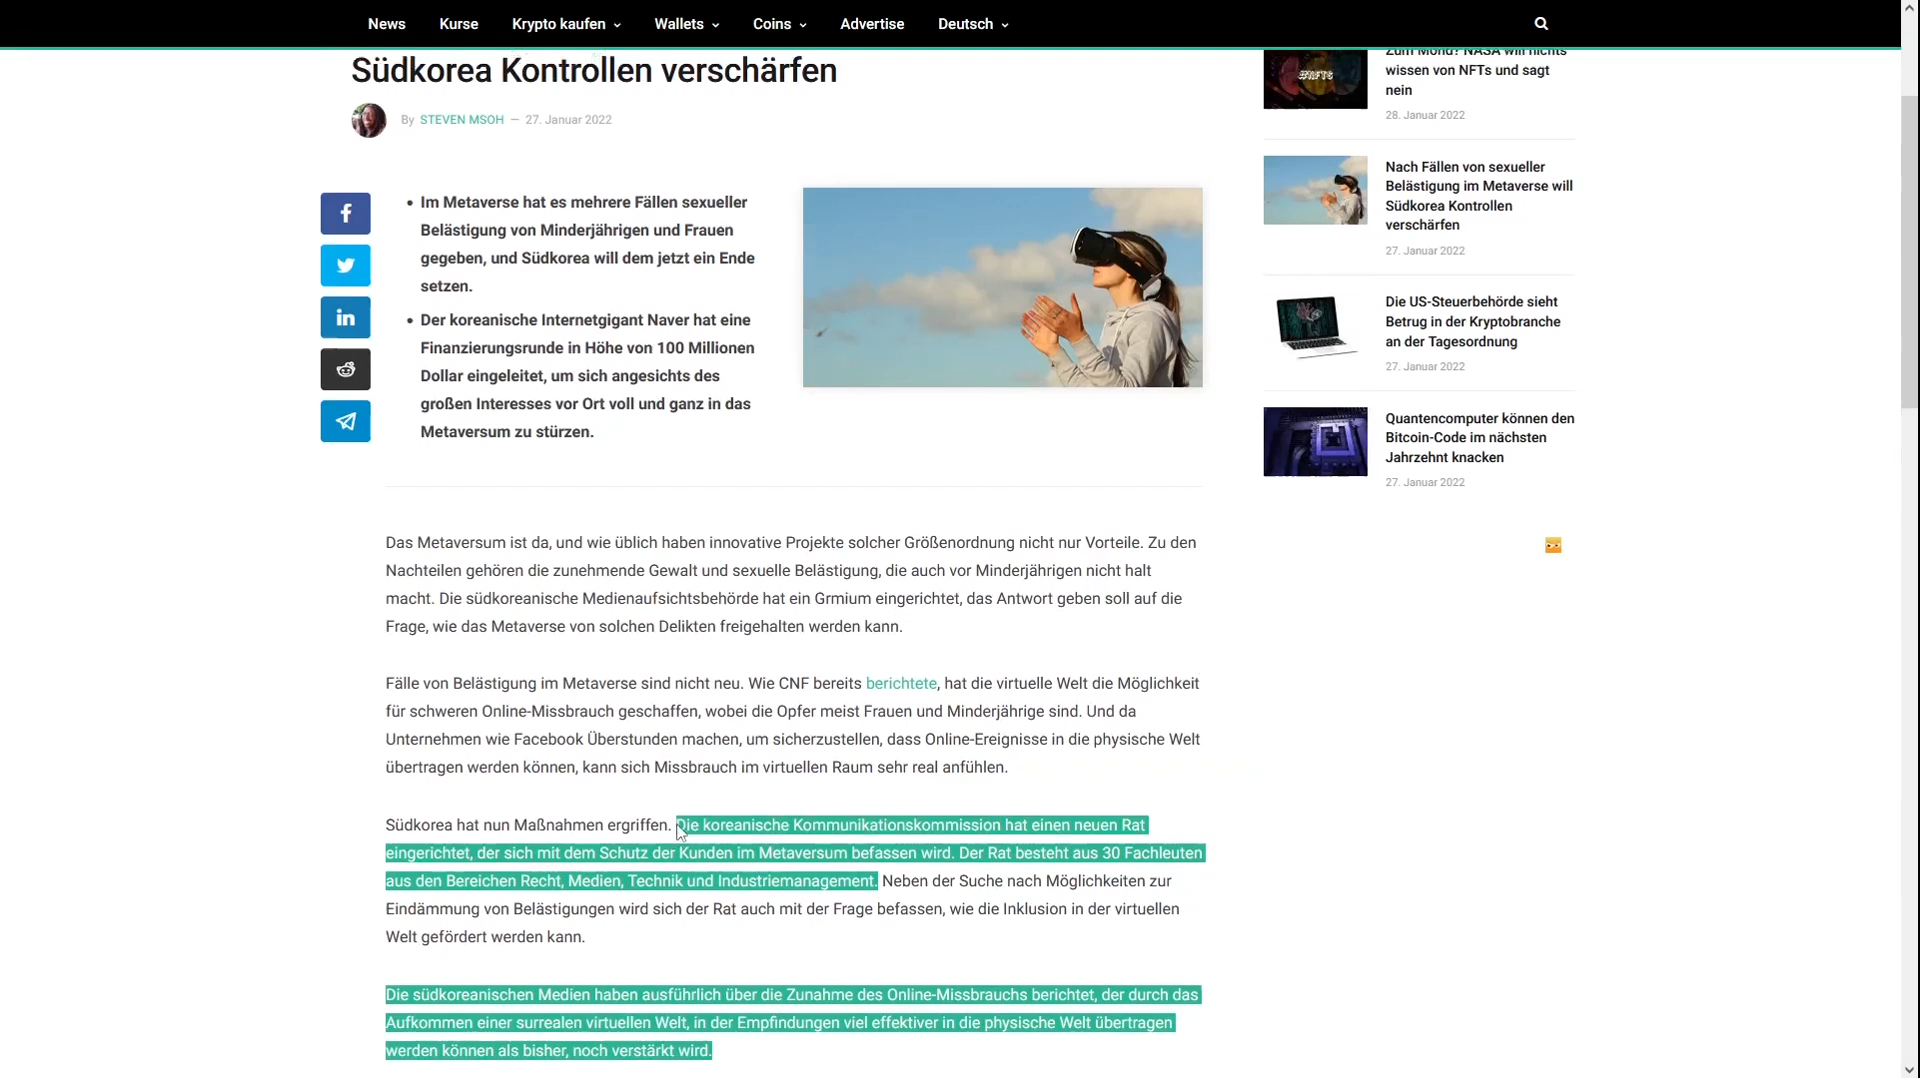 News
Kurse
Krypto kaufen
Wallets
Coins
Advertise
Deutsch
Südkorea Kontrollen verschärfen
By STEVEN MSOH — 27. Januar 2022
• Im Metaverse hat es mehrere Fällen sexueller
Belästigung von Minderjährigen und Frauen
gegeben, und Südkorea will dem jetzt ein Ende
setzen.
• Der koreanische Internetgigant Naver hat eine
Finanzierungsrunde in Höhe von 100 Millionen
Dollar eingeleitet, um sich angesichts des
großen Interesses vor Ort voll und ganz in das
Metaversum zu stürzen.
Das Metaversum ist da, und wie üblich haben innovative Projekte solcher Größenordnung nicht nur Vorteile. Zu den
Nachteilen gehören die zunehmende Gewalt und sexuelle Belästigung, die auch vor Minderjährigen nicht halt
macht. Die südkoreanische Medienaufsichtsbehörde hat ein Grmium eingerichtet, das Antwort geben soll auf die
Frage, wie das Metaverse von solchen Delikten freigehalten werden kann.
Fälle von Belästigung im Metaverse sind nicht neu. Wie CNF bereits berichtete, hat die virtuelle Welt die Möglichkeit
für schweren Online-Missbrauch geschaffen, wobei die Opfer meist Frauen und Minderjährige sind. Und da
Unternehmen wie Facebook Überstunden machen, um sicherzustellen, dass Online-Ereignisse in die physische Welt
übertragen werden können, kann sich Missbrauch im virtuellen Raum sehr real anfühlen.
Südkorea hat nun Maßnahmen ergriffen. Die koreanische Kommunikationskommission hat einen neuen Rat
eingerichtet, der sich mit dem Schutz der Kunden im Metaversum befassen wird. Der Rat besteht aus 30 Fachleuten
aus den Bereichen Recht, Medien, Technik und Industriemanagement. Neben der Suche nach Möglichkeiten zur
Eindämmung von Belästigungen wird sich der Rat auch mit der Frage befassen, wie die Inklusion in der virtuellen
Welt gefördert werden kann.
Die südkoreanischen Medien haben ausführlich über die Zunahme des Online-Missbrauchs berichtet, der durch das
Aufkommen einer surrealen virtuellen Welt, in der Empfindungen viel effektiver in die physische Welt übertragen
werden können als bisher, noch verstärkt wird.
#NFTS
Zum Mond? NASA will nichts
wissen von NFTs und sagt
nein
28. Januar 2022
Nach Fällen von sexueller
Belästigung im Metaverse will
Südkorea Kontrollen
verschärfen
27. Januar 2022
Die US-Steuerbehörde sieht
Betrug in der Kryptobranche
an der Tagesordnung
27. Januar 2022
Quantencomputer können den
Bitcoin-Code im nächsten
Jahrzehnt knacken
27. Januar 2022